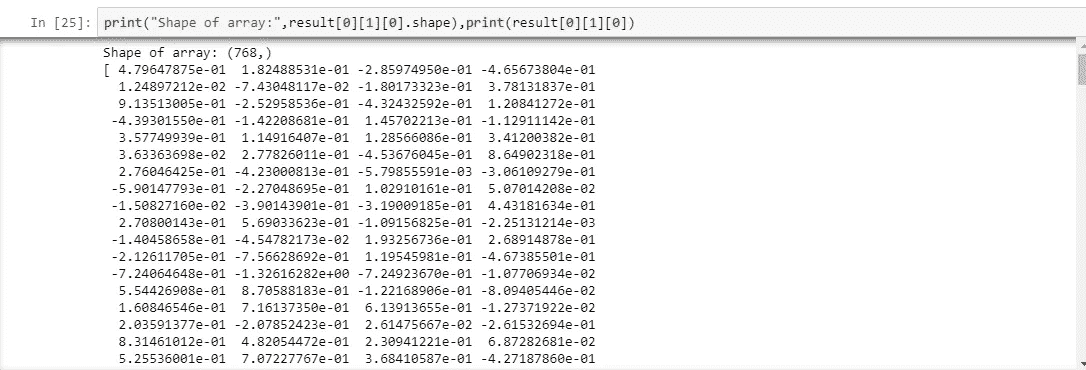 In [25]: print("Shape of array:",result[0][1][0].shape),print(result[0][1][0])
Shape of array: (768,)
[ 4.79647875e-01 1.82488531e-01 -2.85974950e-01 -4.65673804e-01
1.24897212e-02 -7.43048117e-02 -1.80173323e-01 3.78131837e-01
9.13513005e-01 -2.52958536e-01 -4.32432592e-01 1.20841272e-01
-4.39301550e-01 -1.42208681e-01 1.45702213e-01 -1.12911142e-01
3.57749939e-01 1.14916407e-01 1.28566086e-01 3.41200382e-01
3.63363698e-02 2.77826011e-01 -4.53676045e-01 8.64902318e-01
2.76046425e-01 -4.23000813e-01 -5.79855591e-03 -3.06109279e-01
-5.90147793e-01 -2.27048695e-01 1.02910161e-01 5.07014208e-02
-1.50827160e-02 -3.90143901e-01 -3.19009185e-01 4.43181634e-01
2.70800143e-01 5.69033623e-01 -1.09156825e-01 -2.25131214e-03
-1.40458658e-01 -4.54782173e-02 1.93256736e-01 2.68914878e-01
-2.12611705e-01 -7.56628692e-01 1.19545981e-01 -4.67385501e-01
-7.24064648e-01 -1.32616282e+00 -7.24923670e-01 -1.07706934e-02
5.54426908e-01 8.70588183e-01 -1.22168906e-01 -8.09405446e-02
1.60846546e-01 7.16137350e-01 6.13913655e-01 -1.27371922e-02
2.03591377e-01 -2.07852423e-01 2.61475667e-02 -2.61532694e-01
8.31461012e-01 4.82054472e-01 2.30941221e-01 6.87282681e-02
5.25536001e-01 7.07227767e-01 3.68410587e-01 -4.27187860e-01